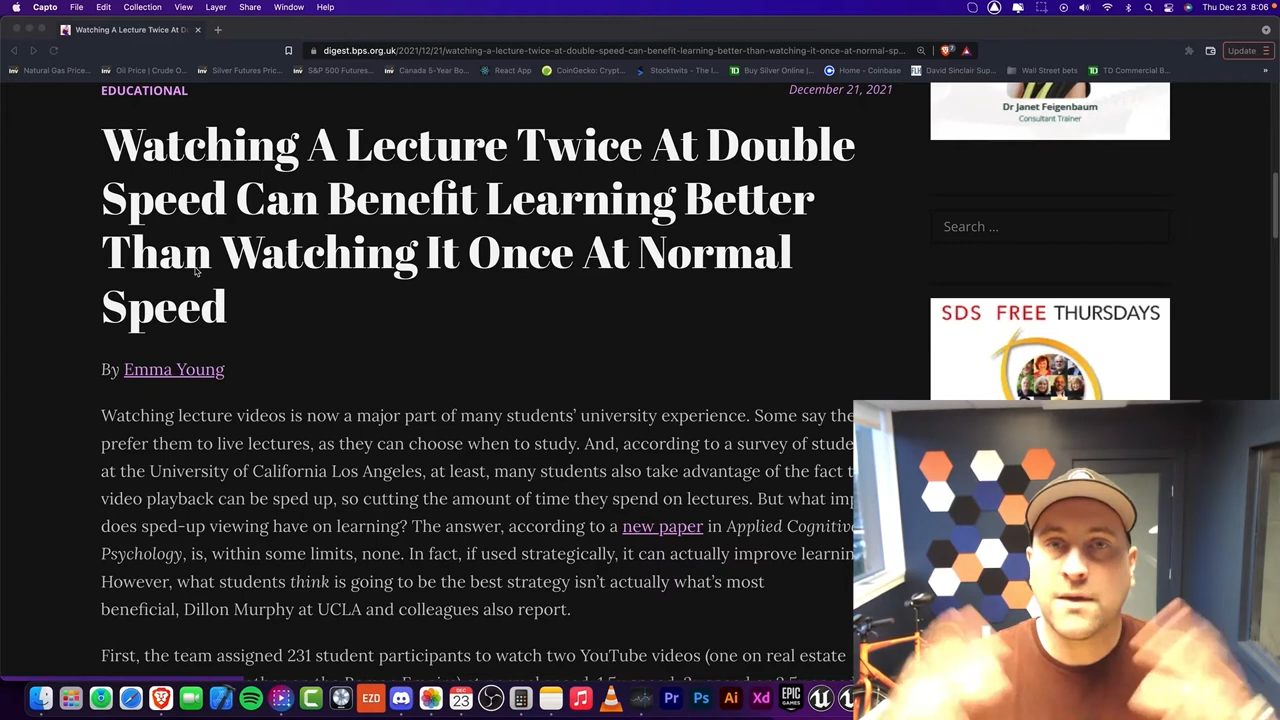 Capto File Edit Collection View Image Layer Share Window Help Thu Dec 23 8:06
Watching A Lecture Twice At D
digest.bps.org.uk/2021/12/21/watching-a-lecture-twice-at-double-speed-can-benefit-learning-better-than-watching-it-once-at-normal-sp... Update
Natural Gas Price... Oil Price | Crude O... Silver Futures Pric... S&P 500 Futures... Canada 5-Year Bo... React App CoinGecko: Crypt... Stocktwits - The l... Buy Silver Online |... Home - Coinbase David Sinclair Sup... Wall Street bets TD Commercial B... »
EDUCATIONAL
December 21, 2021
Watching A Lecture Twice At Double
Speed Can Benefit Learning Better
Than Watching It Once At Normal
Speed
By Emma Young
Watching lecture videos is now a major part of many students’ university experience. Some say the
prefer them to live lectures, as they can choose when to study. And, according to a survey of stude
at the University of California Los Angeles, at least, many students also take advantage of the fact t
video playback can be sped up, so cutting the amount of time they spend on lectures. But what imp
does sped-up viewing have on learning? The answer, according to a new paper in Applied Cognitive
Psychology, is, within some limits, none. In fact, if used strategically, it can actually improve learnin
However, what students think is going to be the best strategy isn’t actually what’s most
beneficial, Dillon Murphy at UCLA and colleagues also report.
First, the team assigned 231 student participants to watch two YouTube videos (one on real estate
Dr Janet Feigenbaum
Consultant Trainer
Search ...
SDS FREE THURSDAYS
EZD
DEC
23
Pr
Ps
Ai
Xd
EPIC
GAMES